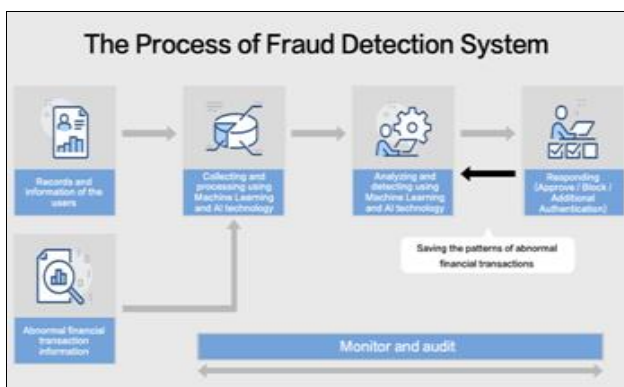 The Process of Fraud Detection System
Records and
information of the
users
Collecting and
processing using
Machine Learning
and AI technology
Analyzing and
detecting using
Machine Learning
and AI technology
Responding
(Approve / Block /
Additional
Authentication)
Saving the patterns of abnormal
financial transactions
Abnormal financial
transaction
information
Monitor and audit